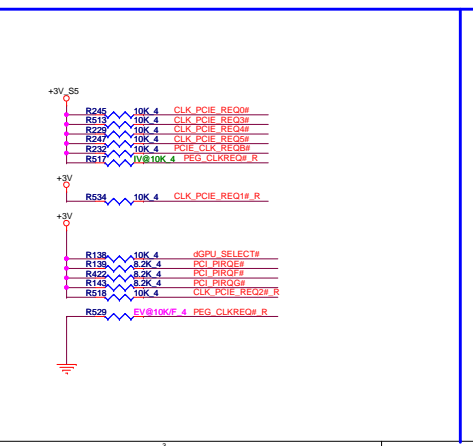 +3V_S5
R245 10K_4 CLK_PCIE_REQ0#
R513 10K_4 CLK_PCIE_REQ3#
R229 10K_4 CLK_PCIE_REQ4#
R247 10K_4 CLK_PCIE_REQ5#
R232 10K_4 PCIE_CLK_REQB#
R517 IV@10K_4 PEG_CLKREQ#_R
+3V
R534 10K_4 CLK_PCIE_REQ1#_R
+3V
R138 10K_4 dGPU_SELECT#
R139 8.2K_4 PCI_PIRQE#
R422 8.2K_4 PCI_PIRQF#
R143 8.2K_4 PCI_PIRQG#
R518 10K_4 CLK_PCIE_REQ2#_R
R529 EV@10K/F_4 PEG_CLKREQ#_R